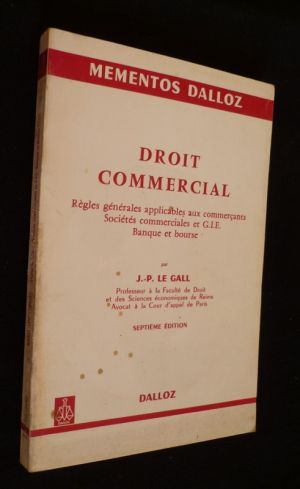 MEMENTOS DALLOZ
DROIT
COMMERCIAL
Règles générales applicables aux commerçants
Sociétés commerciales et G.I.E.
Banque et bourse
par
J.-P. LE GALL
Professeur à la Faculté de Droit
et des Sciences économiques de Reims
Avocat à la Cour d'appel de Paris
SEPTIÈME ÉDITION
DALLOZ